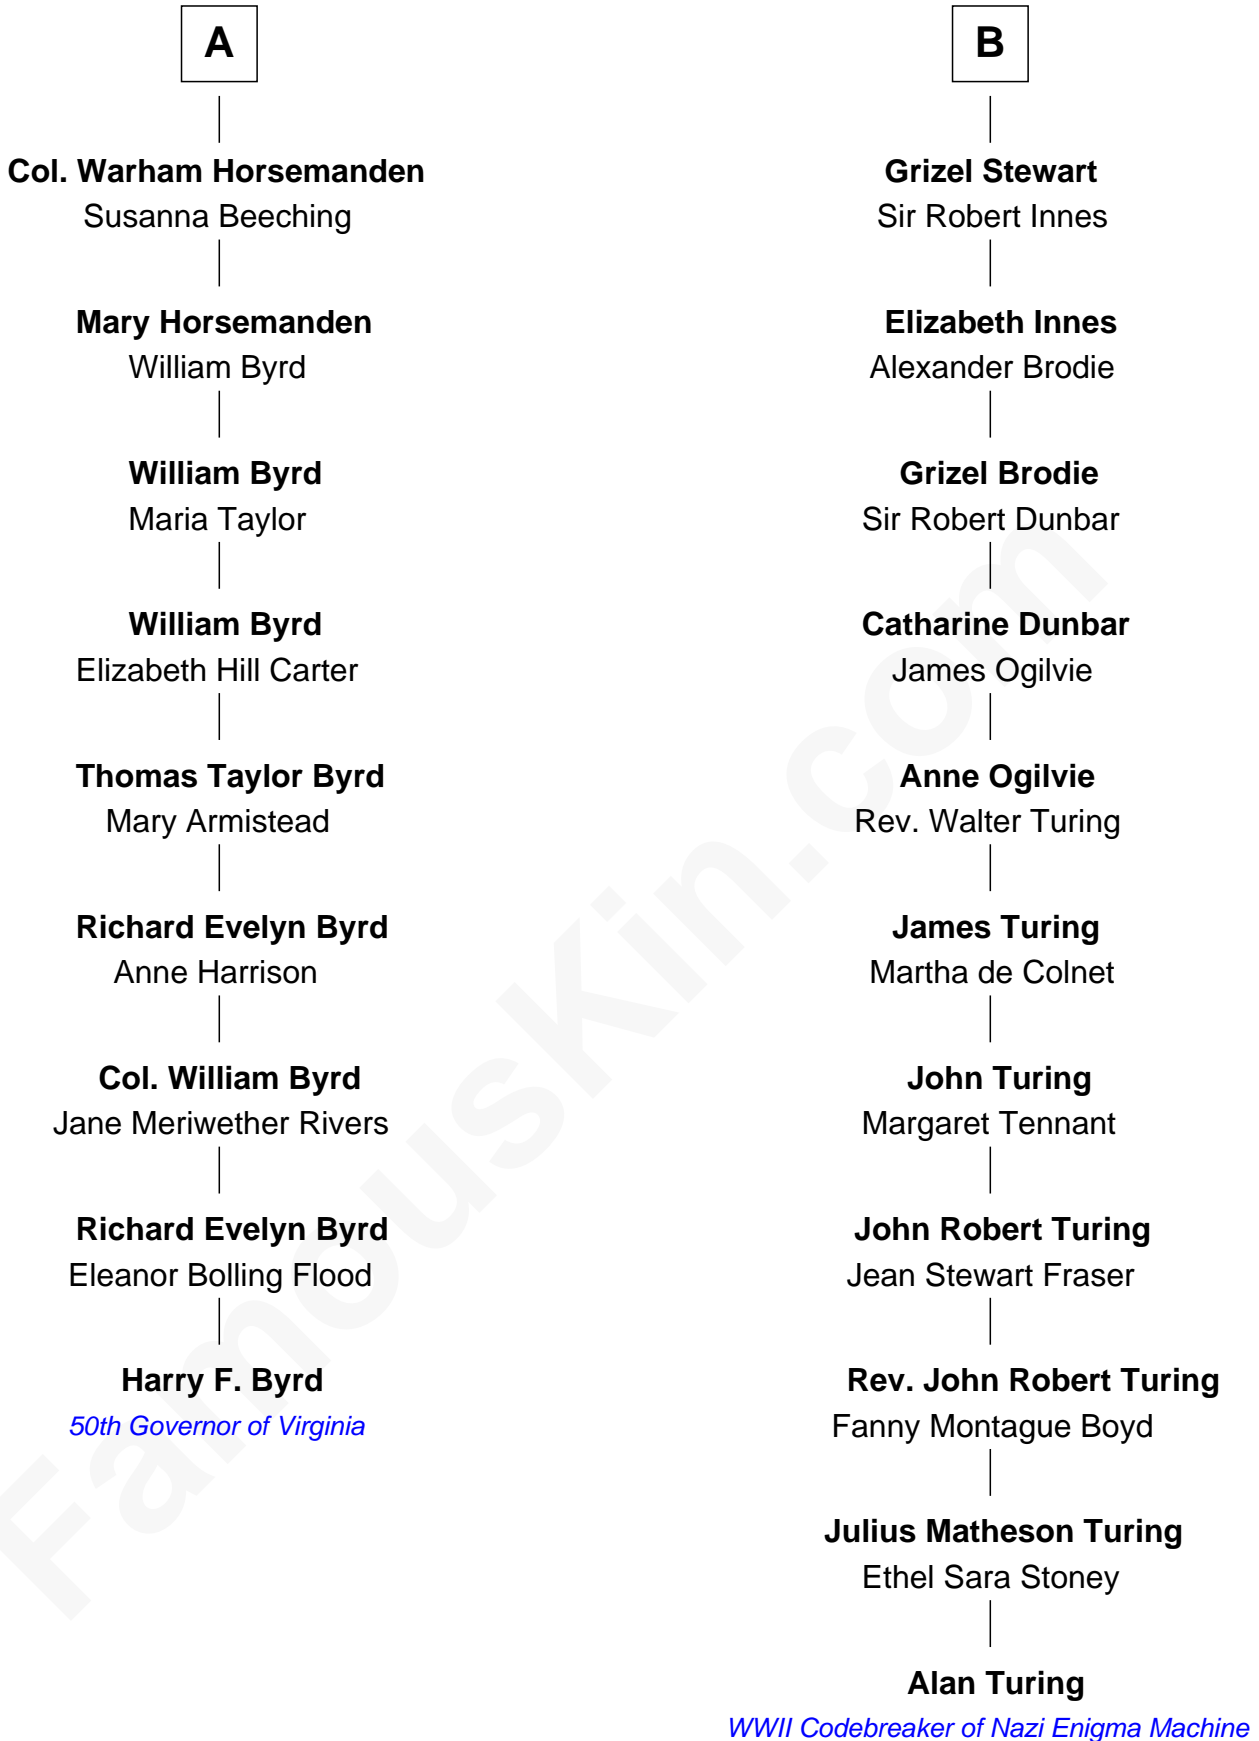 A
Col. Warham Horsemanden
Susanna Beeching
Mary Horsemanden
William Byrd
William Byrd
Maria Taylor
William Byrd
Elizabeth Hill Carter
Thomas Taylor Byrd
Mary Armistead
Richard Evelyn Byrd
Anne Harrison
Col. William Byrd
Jane Meriwether Rivers
Richard Evelyn Byrd
Eleanor Bolling Flood
Harry F. Byrd
50th Governor of Virginia
B
Grizel Stewart
Sir Robert Innes
Elizabeth Innes
Alexander Brodie
Grizel Brodie
Sir Robert Dunbar
Catharine Dunbar
James Ogilvie
Anne Ogilvie
Rev. Walter Turing
James Turing
Martha de Colnet
John Turing
Margaret Tennant
John Robert Turing
Jean Stewart Fraser
Rev. John Robert Turing
Fanny Montague Boyd
Julius Matheson Turing
Ethel Sara Stoney
Alan Turing
WWII Codebreaker of Nazi Enigma Machine
FamousKin.com